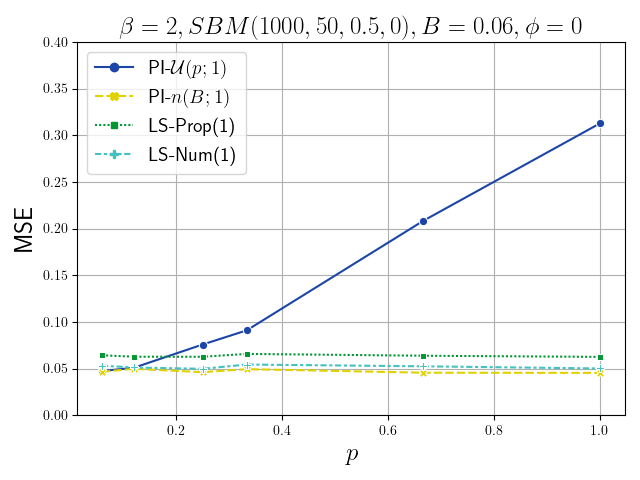 β = 2, SBM(1000, 50, 0.5, 0), B = 0.06, ϕ = 0
0.40
0.35
0.30
0.25
0.20
0.15
0.10
0.05
0.00
MSE
PI-𝒰(p; 1)
PI-n(B; 1)
LS-Prop(1)
LS-Num(1)
0.2 0.4 0.6 0.8 1.0
p